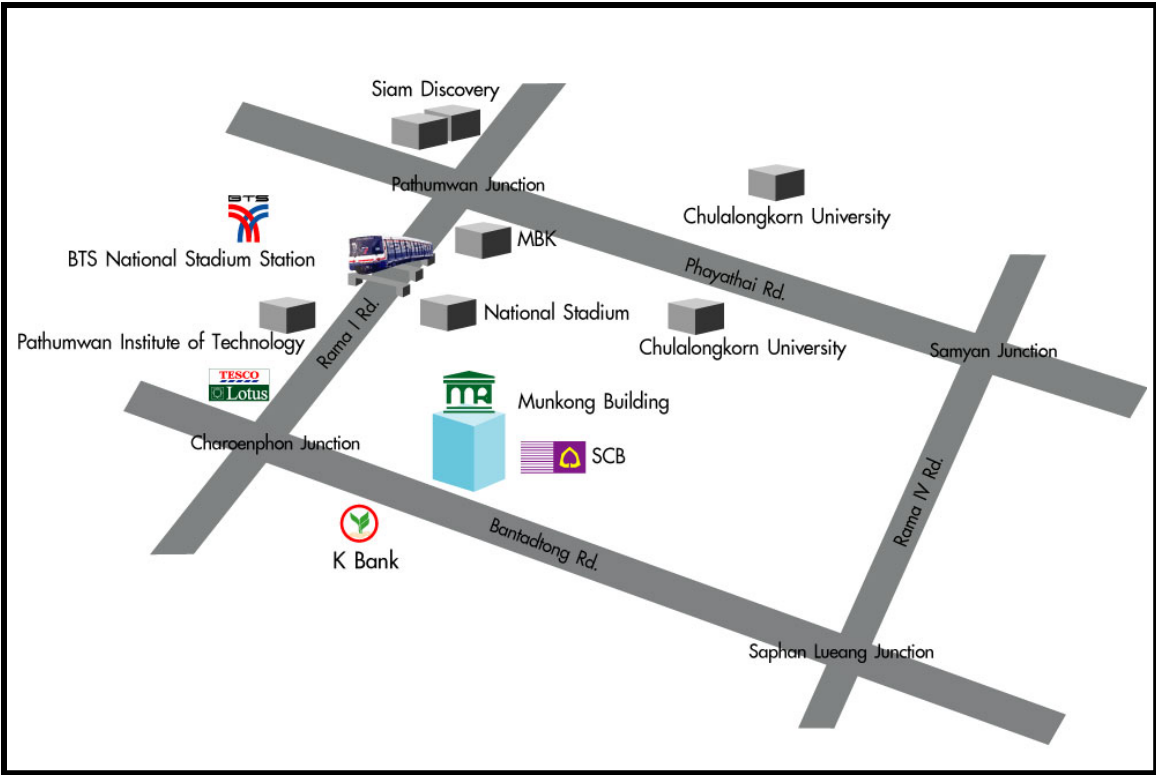 Siam Discovery
Pathumwan Junction
BTS
BTS National Stadium Station
MBK
Chulalongkorn University
Phayathai Rd.
National Stadium
Chulalongkorn University
Pathumwan Institute of Technology
Rama I Rd.
Samyan Junction
TESCO
Lotus
Munkong Building
Charoenphon Junction
SCB
Rama IV Rd.
K Bank
Bantadtong Rd.
Saphan Lueang Junction